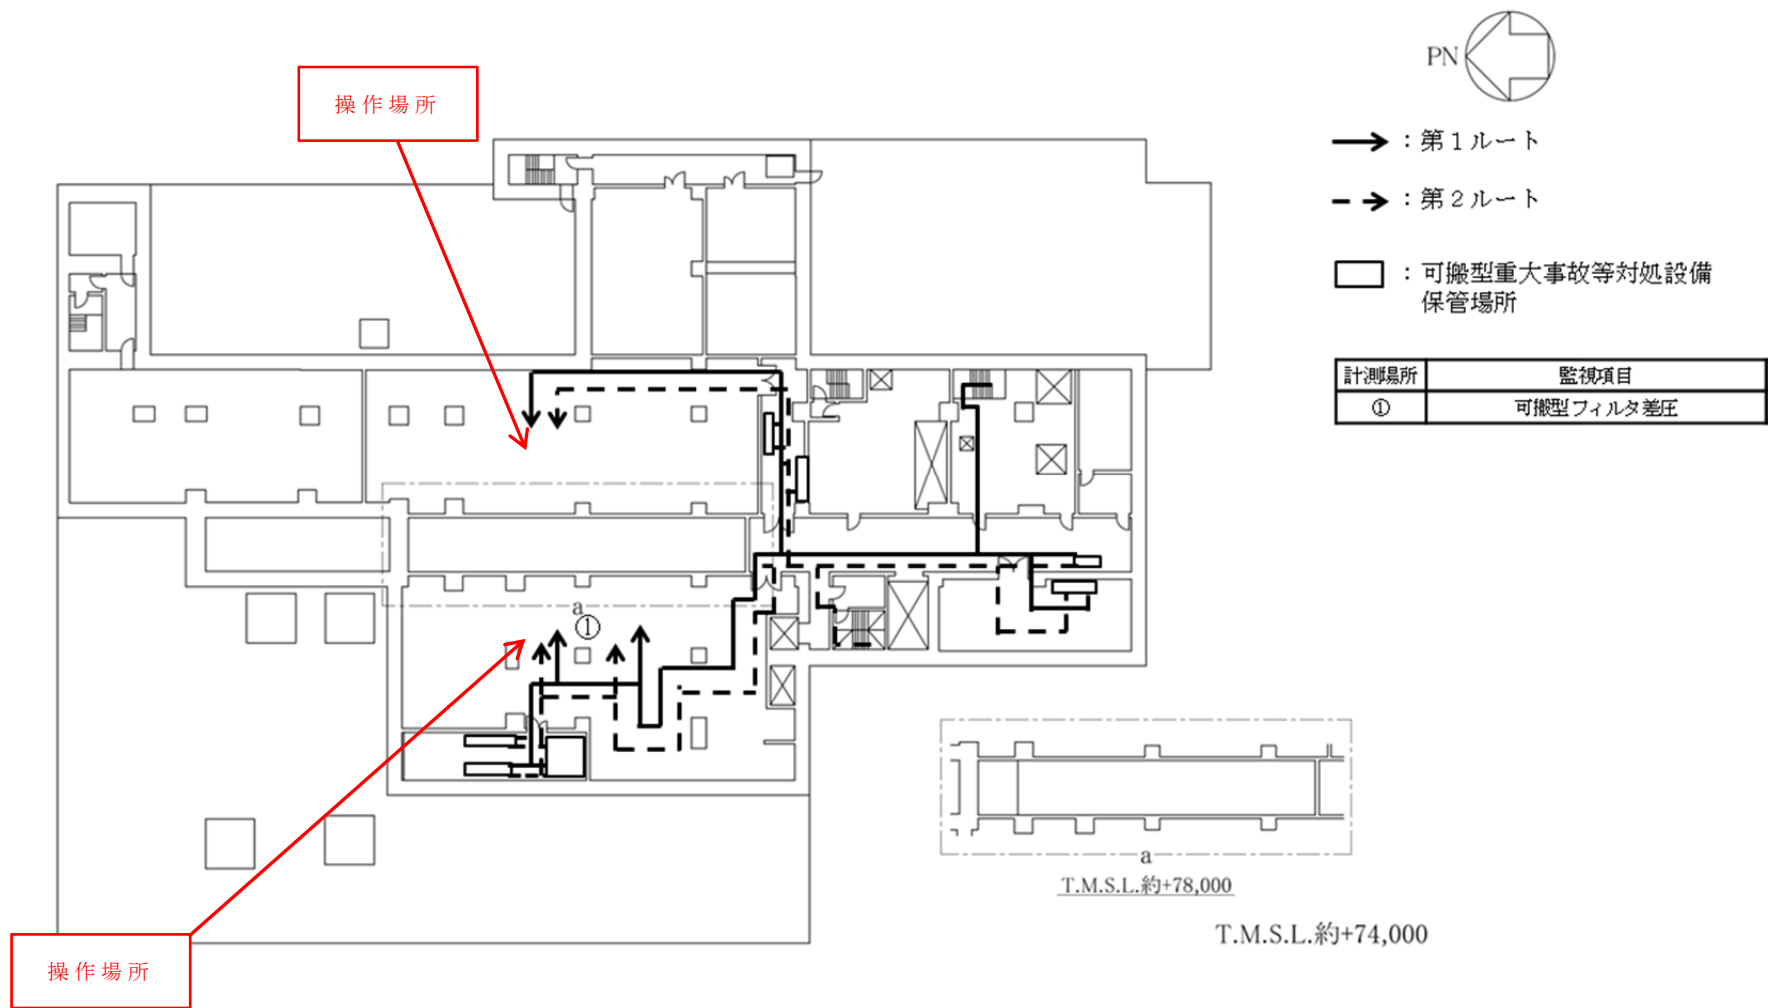 PN
操作場所
：第１ルート
：第２ルート
：可搬型重大事故等対処設備
保管場所
計測場所 監視項目
① 可搬型フィルタ差圧
a
①
a
T.M.S.L.約+78,000
T.M.S.L.約+74,000
操作場所